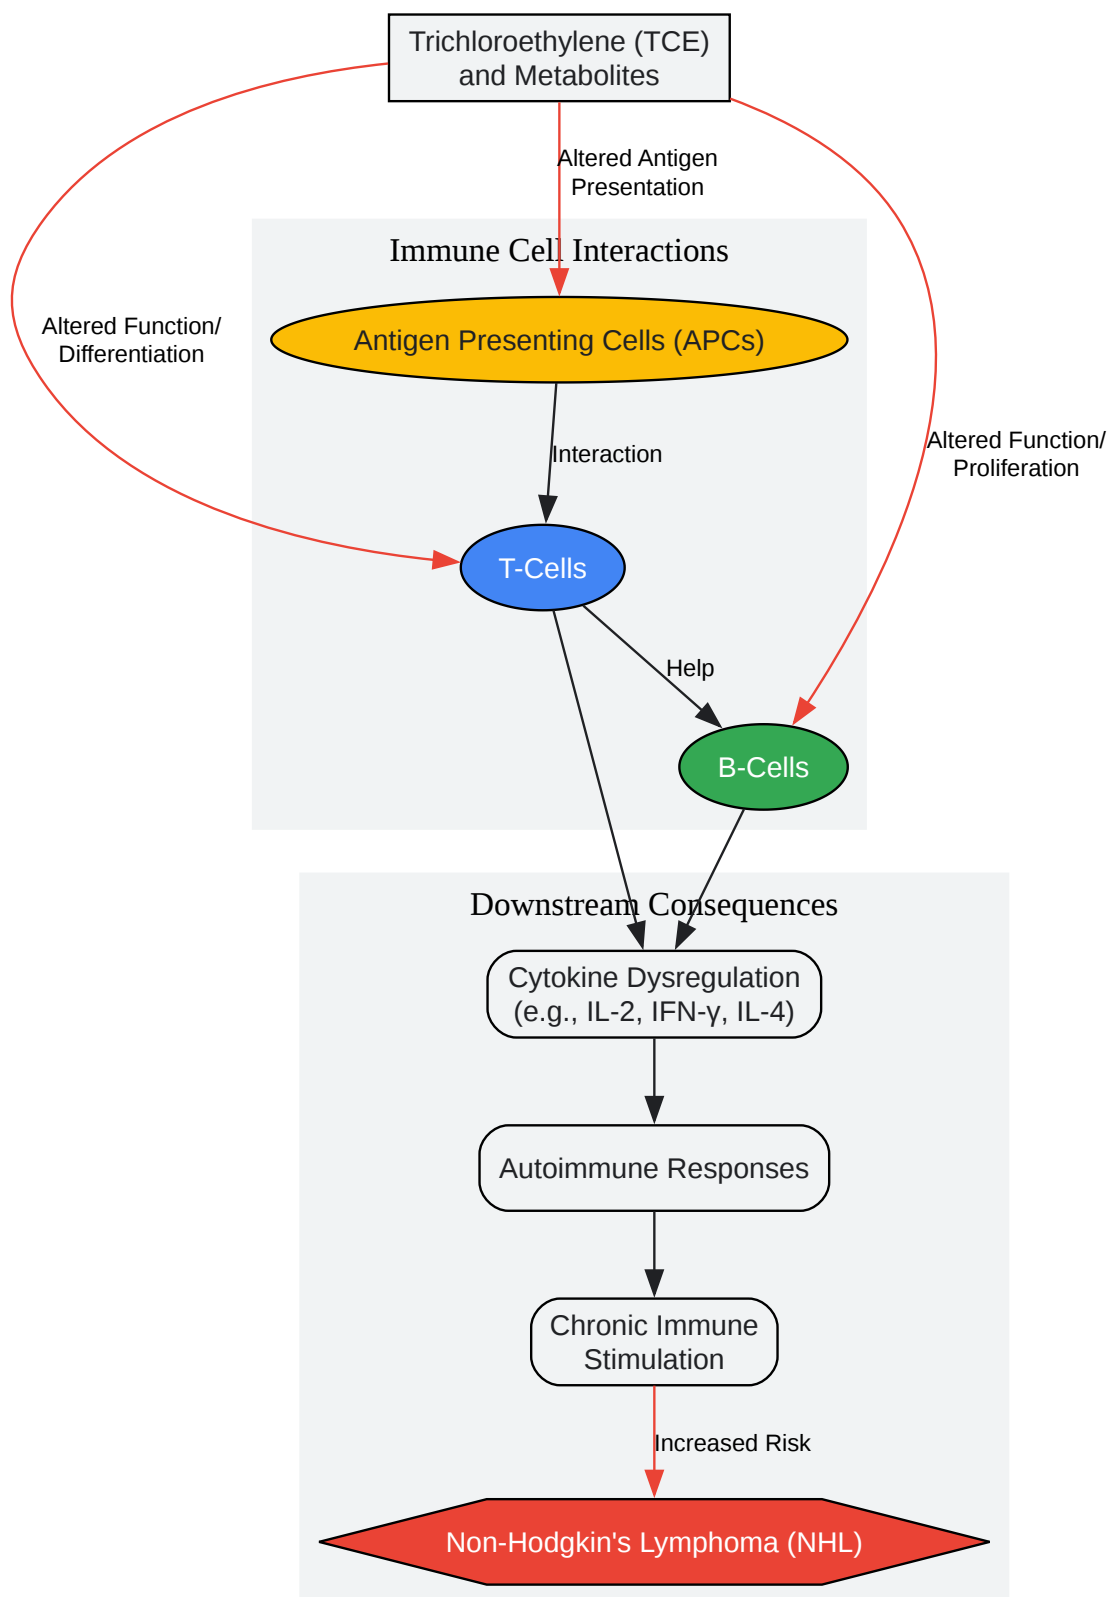 Trichloroethylene (TCE)
and Metabolites
Altered Antigen
Presentation
Immune Cell Interactions
Altered Function/
Differentiation
Antigen Presenting Cells (APCs)
Interaction
Altered Function/
Proliferation
T-Cells
Help
B-Cells
Downstream Consequences
Cytokine Dysregulation
(e.g., IL-2, IFN-γ, IL-4)
Autoimmune Responses
Chronic Immune
Stimulation
Increased Risk
Non-Hodgkin's Lymphoma (NHL)